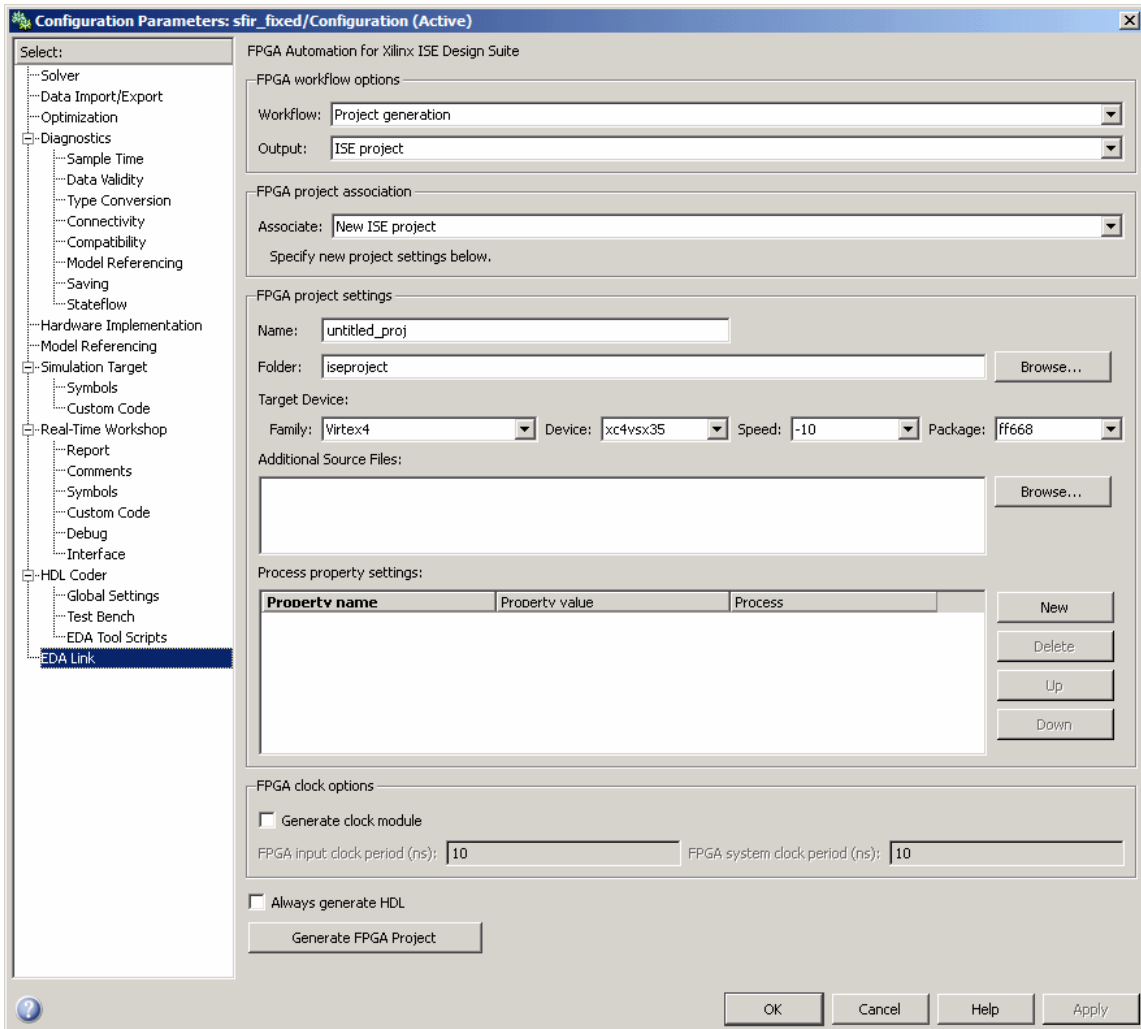 Configuration Parameters: sfir_fixed/Configuration (Active)
Select:
Solver
Data Import/Export
Optimization
Diagnostics
Sample Time
Data Validity
Type Conversion
Connectivity
Compatibility
Model Referencing
Saving
Stateflow
Hardware Implementation
Model Referencing
Simulation Target
Symbols
Custom Code
Real-Time Workshop
Report
Comments
Symbols
Custom Code
Debug
Interface
HDL Coder
Global Settings
Test Bench
EDA Tool Scripts
EDA Link
FPGA Automation for Xilinx ISE Design Suite
FPGA workflow options
Workflow: Project generation
Output: ISE project
FPGA project association
Associate: New ISE project
Specify new project settings below.
FPGA project settings
Name: untitled_proj
Folder: iseproject Browse...
Target Device:
Family: Virtex4 Device: xc4vsx35 Speed: -10 Package: ff668
Additional Source Files:
Browse...
Process property settings:
Property name Property value Process
New
Delete
Up
Down
FPGA clock options
Generate clock module
FPGA input clock period (ns): 10 FPGA system clock period (ns): 10
Always generate HDL
Generate FPGA Project
? OK Cancel Help Apply